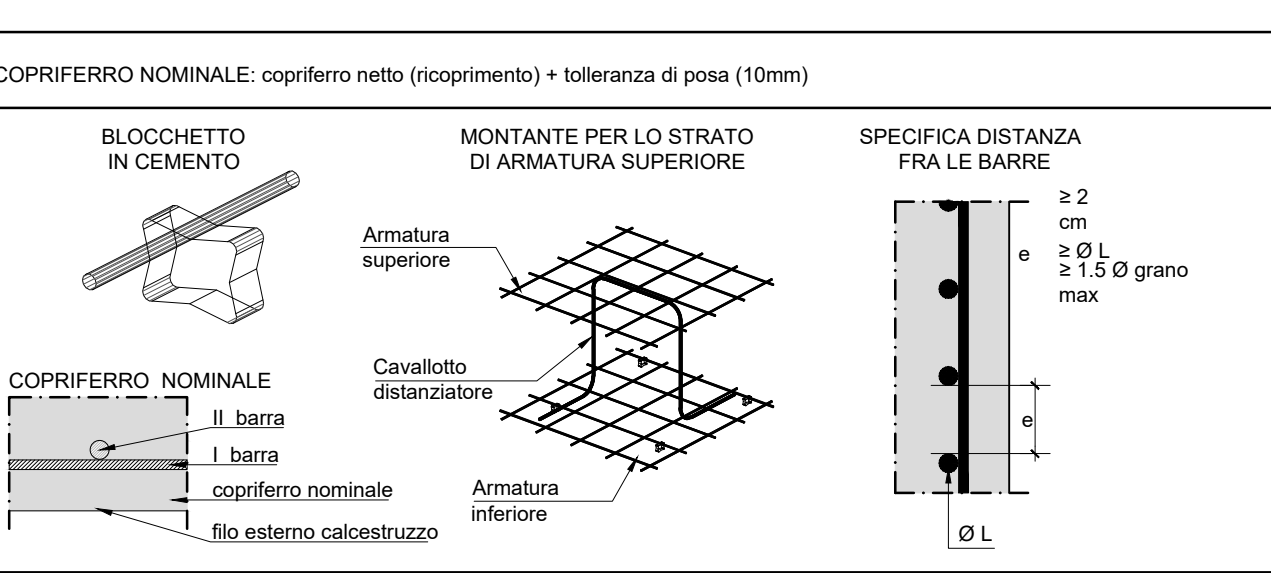 COPRIFERRO NOMINALE: copriferro netto (ricoprimento) + tolleranza di posa (10mm)
BLOCCHETTO
IN CEMENTO
MONTANTE PER LO STRATO
DI ARMATURA SUPERIORE
SPECIFICA DISTANZA
FRA LE BARRE
Armatura
superiore
Cavallotto
distanziatore
Armatura
inferiore
COPRIFERRO NOMINALE
II barra
I barra
copriferro nominale
filo esterno calcestruzzo
e
≥ 2
cm
≥ Ø L
≥ 1.5 Ø grano
max
e
Ø L